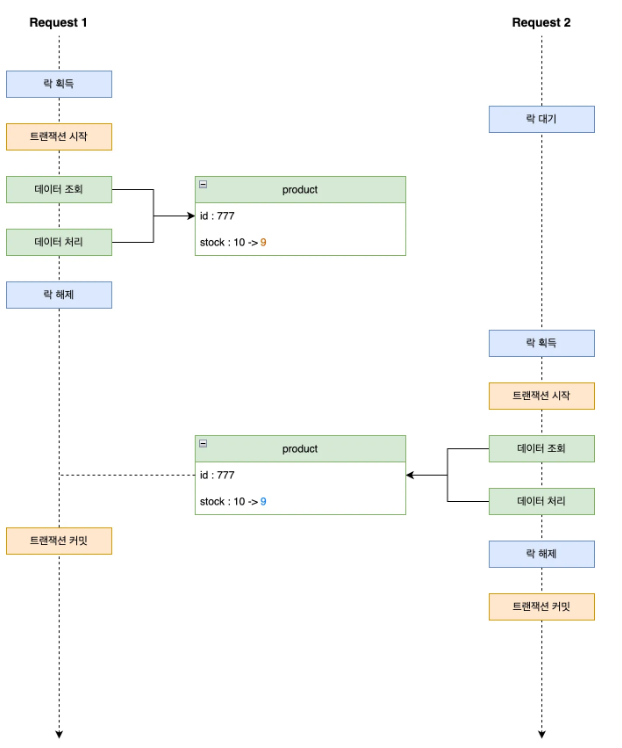 Request 1
Request 2
락 획득
락 대기
트랜잭션 시작
데이터 조회
product
id : 777
데이터 처리
stock : 10 -> 9
락 해제
락 획득
트랜잭션 시작
product
데이터 조회
id : 777
stock : 10 -> 9
데이터 처리
트랜잭션 커밋
락 해제
트랜잭션 커밋